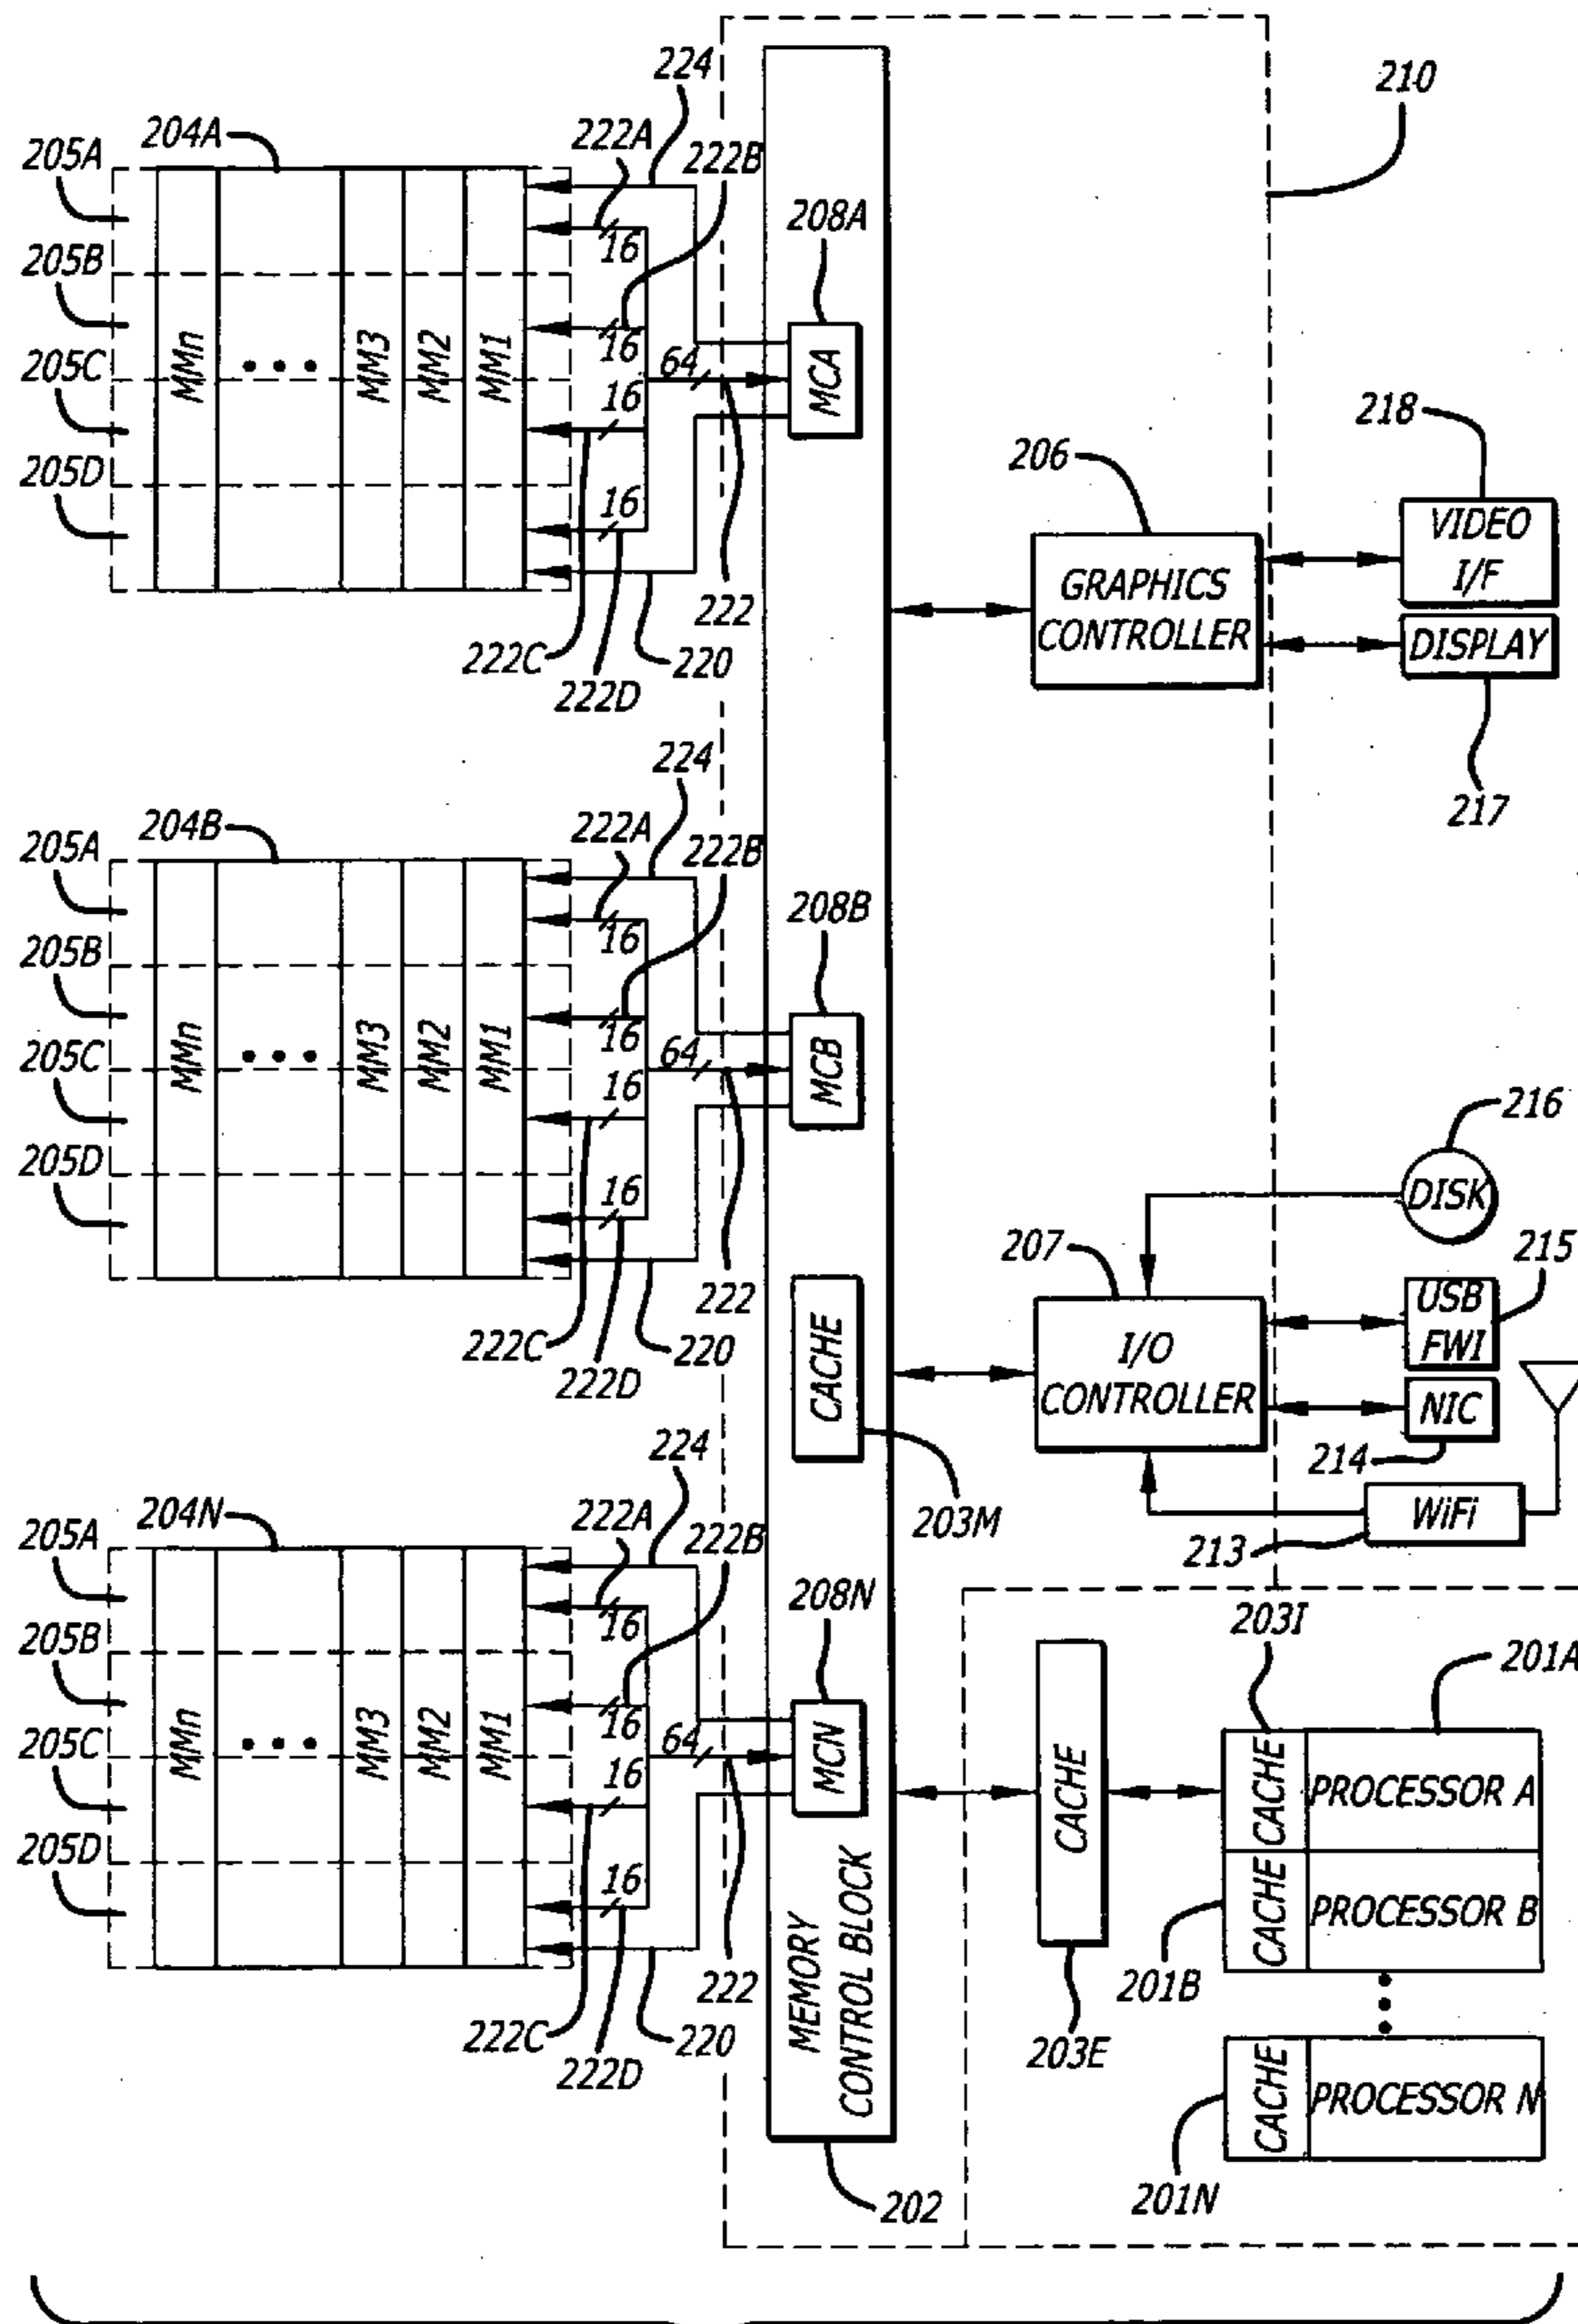 224
210
204A
222A
222B
205A
16
208A
205B
MMn
• • •
MM3
MM2
MM1
16
64
MCA
205C
16
218
206
205D
16
VIDEO
I/F
GRAPHICS
CONTROLLER
222
DISPLAY
222C
220
222D
217
224
204B
222A
222B
205A
16
208B
205B
MMn
• • •
MM3
MM2
MM1
16
64
MCB
205C
16
216
205D
16
DISK
207
215
222
USB
FWI
CACHE
I/O
CONTROLLER
222C
220
222D
NIC
224
214
203M
204N
222A
222B
WiFi
205A
213
16
208N
203I
205B
201A
MMn
• • •
MM3
MM2
MM1
16
64
MCN
205C
16
CACHE
CACHE
PROCESSOR A
205D
16
CACHE
PROCESSOR B
222
201B
MEMORY
CONTROL BLOCK
222C
220
222D
203E
CACHE
PROCESSOR N
201N
202